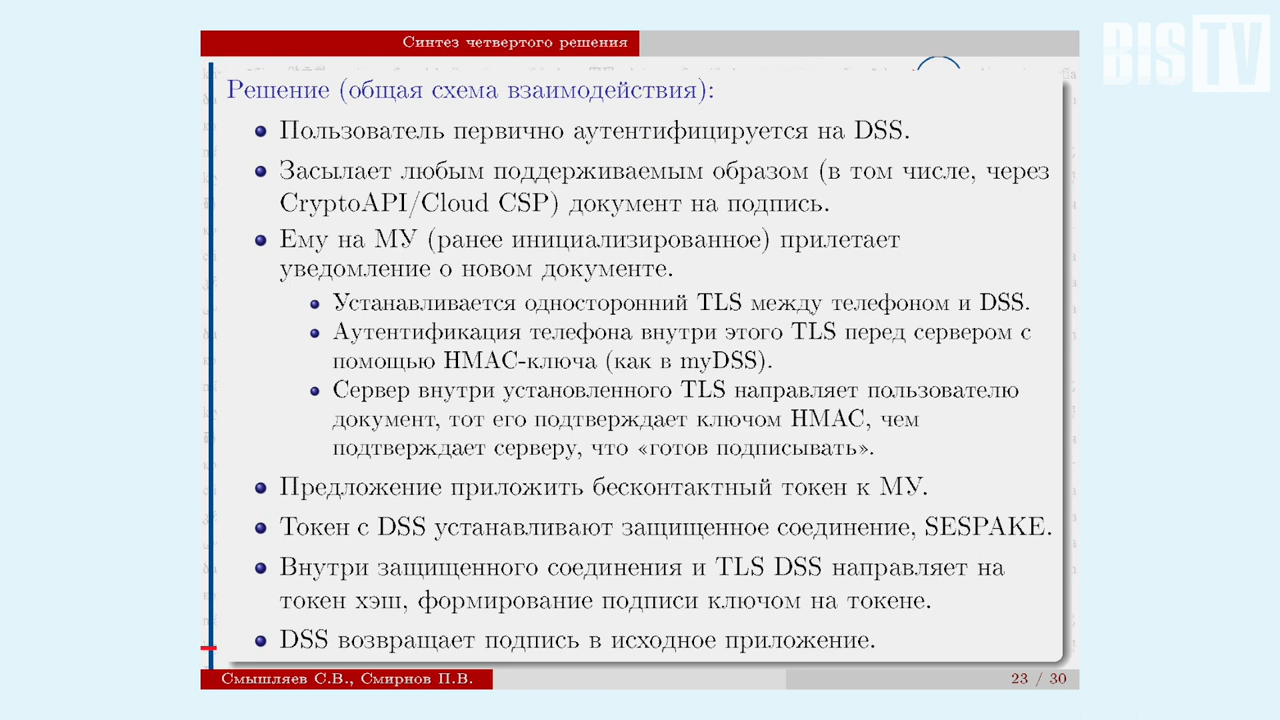 BIS TV
Синтез четвертого решения
Решение (общая схема взаимодействия):
Пользователь первично аутентифицируется на DSS.
Засылает любым поддерживаемым образом (в том числе, через
CryptoAPI/Cloud CSP) документ на подпись.
Ему на МУ (ранее инициализированное) прилетает
уведомление о новом документе.
Устанавливается односторонний TLS между телефоном и DSS.
Аутентификация телефона внутри этого TLS перед сервером с
помощью HMAC-ключа (как в myDSS).
Сервер внутри установленного TLS направляет пользователю
документ, тот его подтверждает ключом HMAC, чем
подтверждает серверу, что «готов подписывать».
Предложение приложить бесконтактный токен к МУ.
Токен с DSS устанавливают защищенное соединение, SESPAKE.
Внутри защищенного соединения и TLS DSS направляет на
токен хэш, формирование подписи ключом на токене.
DSS возвращает подпись в исходное приложение.
Смышляев С.В., Смирнов П.В.
23 / 30